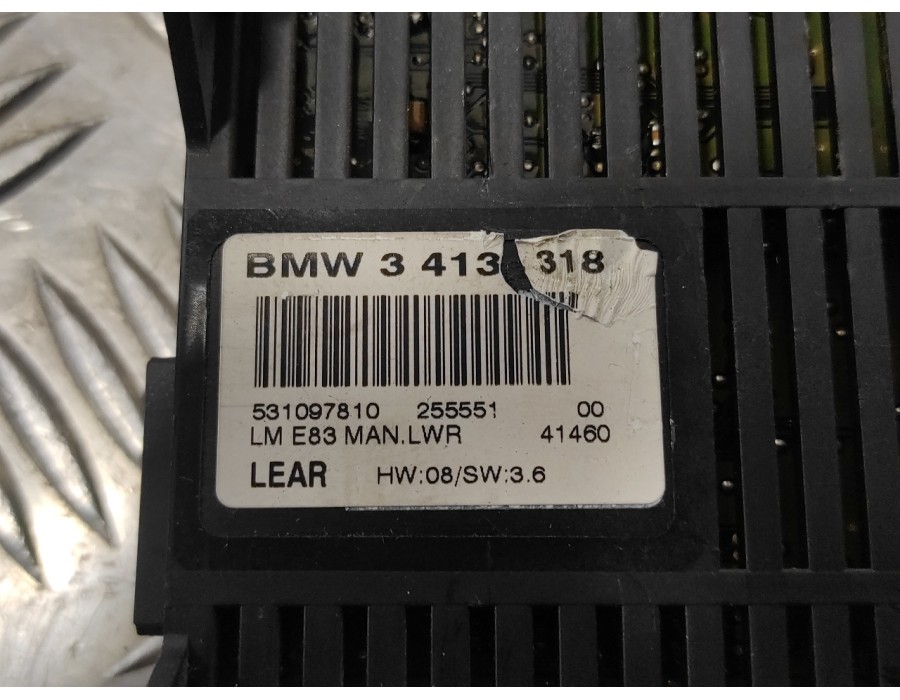 BMW 3 413 318
531097810 255551 00
LM E83 MAN.LWR 41460
LEAR HW:08/SW:3.6